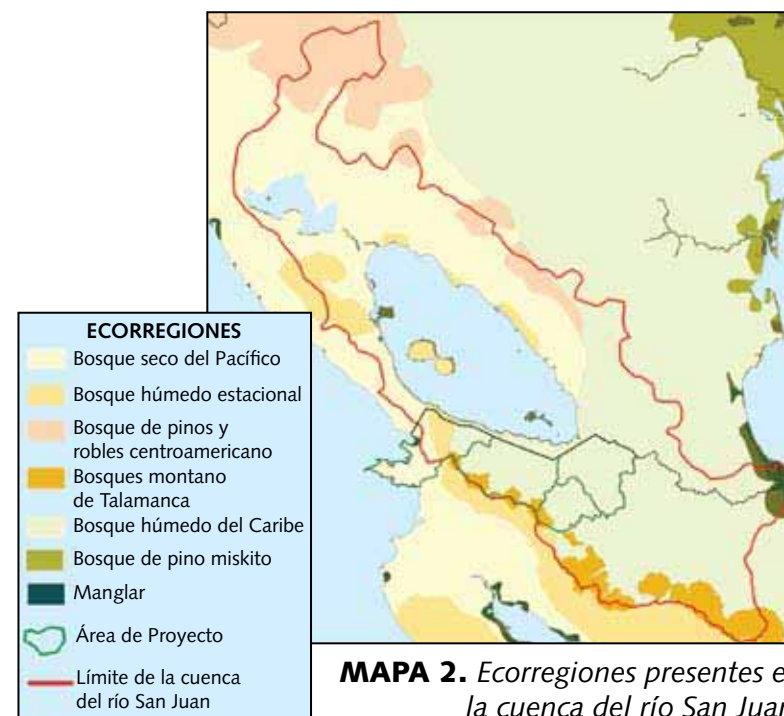 ECORREGIONES
Bosque seco del Pacífico
Bosque húmedo estacional
Bosque de pinos y
robles centroamericano
Bosques montano
de Talamanca
Bosque húmedo del Caribe
Bosque de pino miskito
Manglar
Área de Proyecto
Límite de la cuenca
del río San Juan
MAPA 2. Ecorregiones presentes e
la cuenca del río San Juan